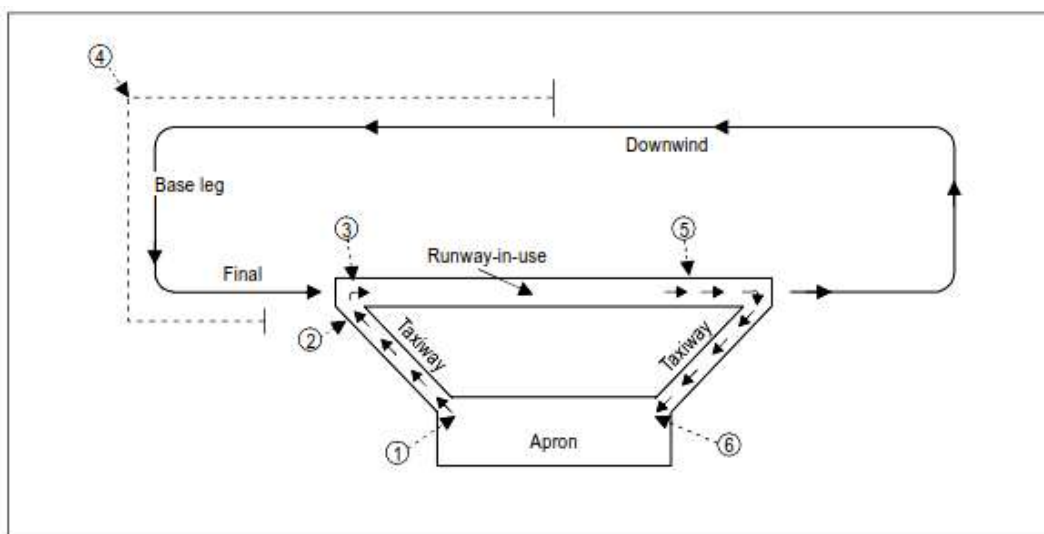 4
Downwind
Base leg
3
5
Runway-in-use
Final
2
Taxiway
Taxiway
1
Apron
6